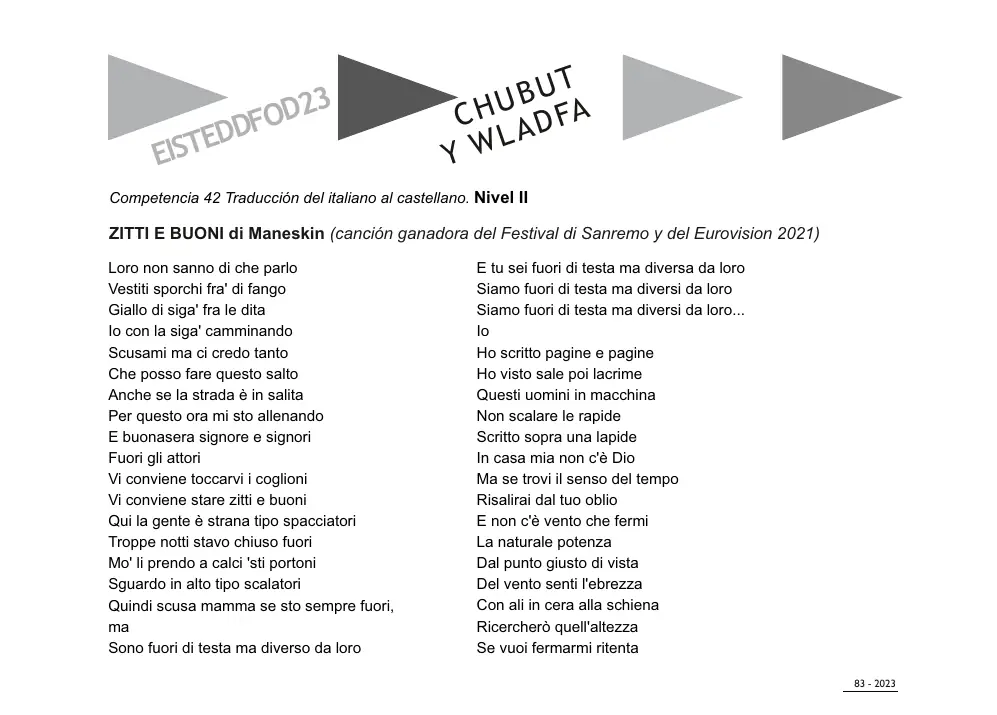 EISTEDDFOD23
CHUBUT
Y WLADFA
Competencia 42 Traducción del italiano al castellano. Nivel II
ZITTI E BUONI di Maneskin (canción ganadora del Festival di Sanremo y del Eurovision 2021)
Loro non sanno di che parlo
Vestiti sporchi fra' di fango
Giallo di siga' fra le dita
Io con la siga' camminando
Scusami ma ci credo tanto
Che posso fare questo salto
Anche se la strada è in salita
Per questo ora mi sto allenando
E buonasera signore e signori
Fuori gli attori
Vi conviene toccarvi i coglioni
Vi conviene stare zitti e buoni
Qui la gente è strana tipo spacciatori
Troppe notti stavo chiuso fuori
Mo' li prendo a calci 'sti portoni
Sguardo in alto tipo scalatori
Quindi scusa mamma se sto sempre fuori,
ma
Sono fuori di testa ma diverso da loro
E tu sei fuori di testa ma diversa da loro
Siamo fuori di testa ma diversi da loro
Siamo fuori di testa ma diversi da loro...
Io
Ho scritto pagine e pagine
Ho visto sale poi lacrime
Questi uomini in macchina
Non scalare le rapide
Scritto sopra una lapide
In casa mia non c'è Dio
Ma se trovi il senso del tempo
Risalirai dal tuo oblio
E non c'è vento che fermi
La naturale potenza
Dal punto giusto di vista
Del vento senti l'ebrezza
Con ali in cera alla schiena
Ricercherò quell'altezza
Se vuoi fermarmi ritenta
83 - 2023